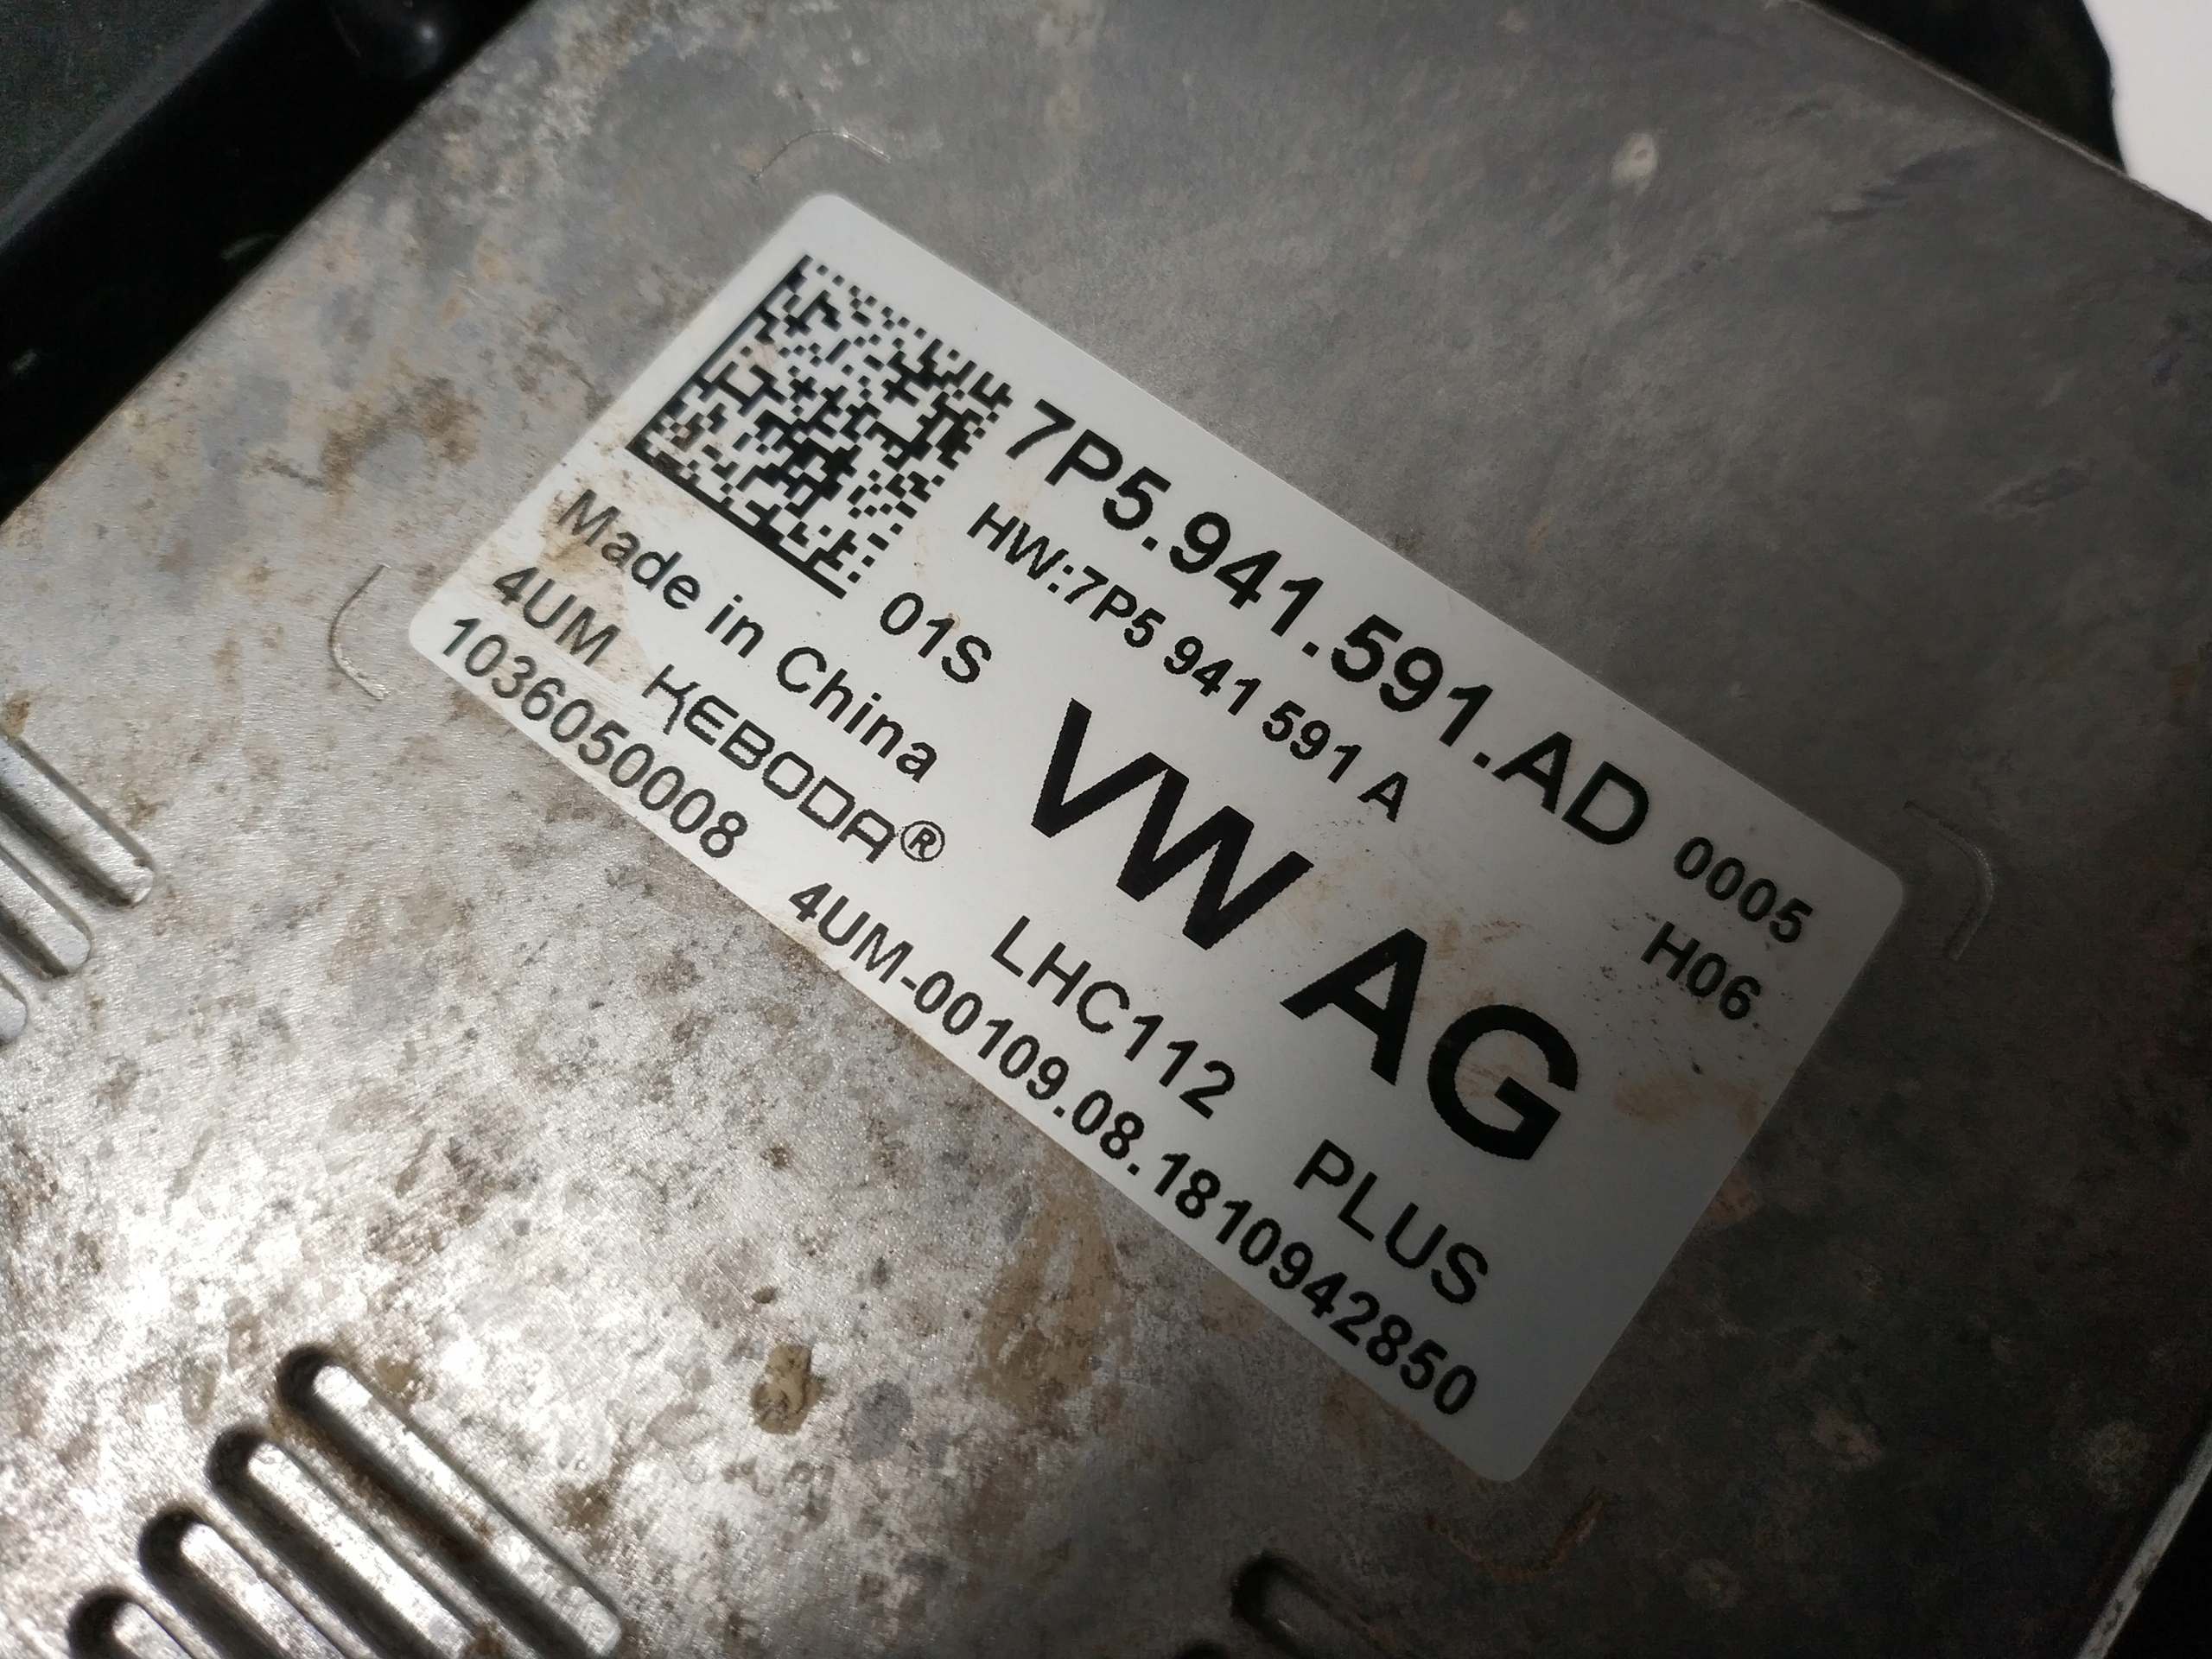 7P5.941.591.AD 0005
HW:7P5 941 591 A H06
01S VW AG
Made in China
4UM KEBODA® LHC112 PLUS
1036050008 4UM-00109.08.1810942850